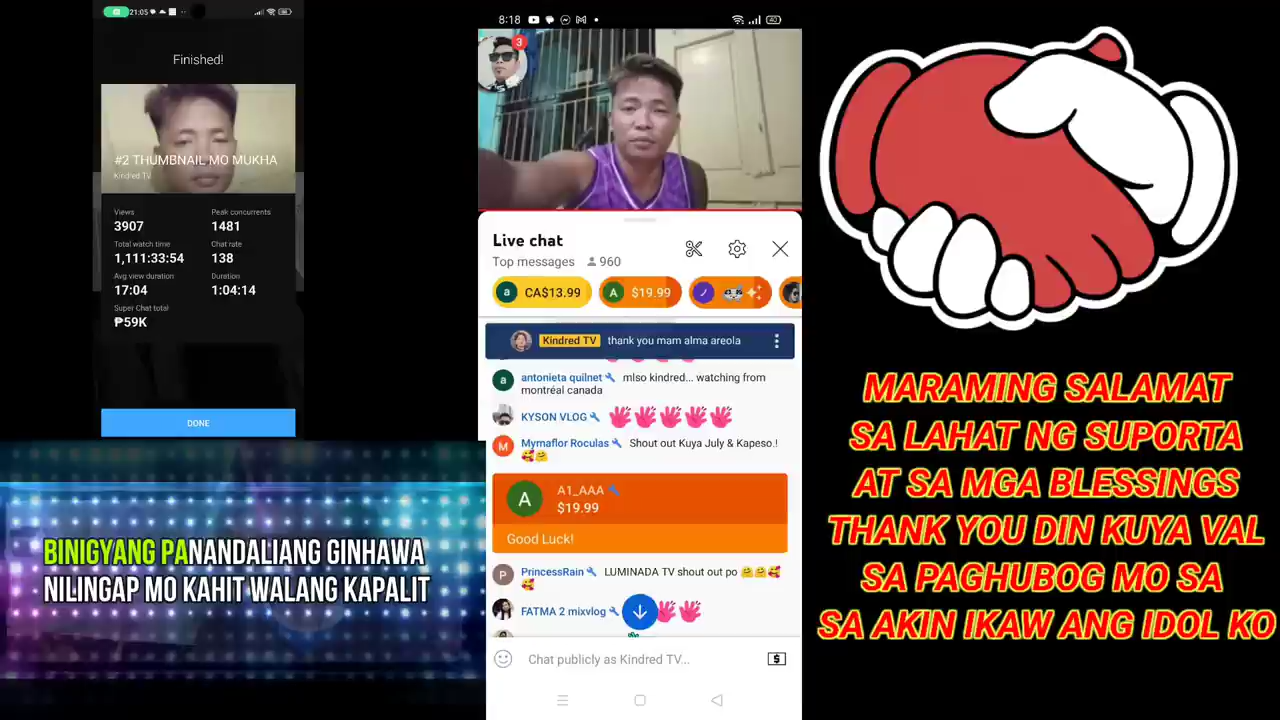 21:05
Finished!
#2 THUMBNAIL MO MUKHA
Kindred TV
Views
Peak concurrents
3907
1481
Total watch time
Chat rate
1,111:33:54
138
Avg view duration
Duration
17:04
1:04:14
Super Chat total
₱59K
DONE
BINIGYANG PANANDALIANG GINHAWA
NILINGAP MO KAHIT WALANG KAPALIT
8:18
40
3
Live chat
Top messages 960
a CA$13.99
A $19.99
Kindred TV thank you mam alma areola
a antonieta quilnet mlso kindred... watching from
montréal canada
KYSON VLOG
M Myrnaflor Roculas Shout out Kuya July & Kapeso.!
A A1_AAA
$19.99
Good Luck!
P PrincessRain LUMINADA TV shout out po
FATMA 2 mixvlog
Chat publicly as Kindred TV...
$
MARAMING SALAMAT
SA LAHAT NG SUPORTA
AT SA MGA BLESSINGS
THANK YOU DIN KUYA VAL
SA PAGHUBOG MO SA
SA AKIN IKAW ANG IDOL KO